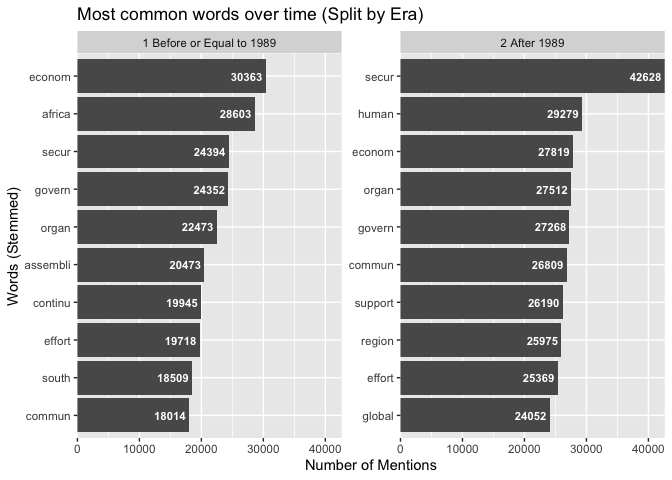 Most common words over time (Split by Era)
1 Before or Equal to 1989
2 After 1989
Words (Stemmed)
econom 30363
africa 28603
secur 24394
govern 24352
organ 22473
assembli 20473
continu 19945
effort 19718
south 18509
commun 18014
0 10000 20000 30000 40000
secur 42628
human 29279
econom 27819
organ 27512
govern 27268
commun 26809
support 26190
region 25975
effort 25369
global 24052
0 10000 20000 30000 40000
Number of Mentions